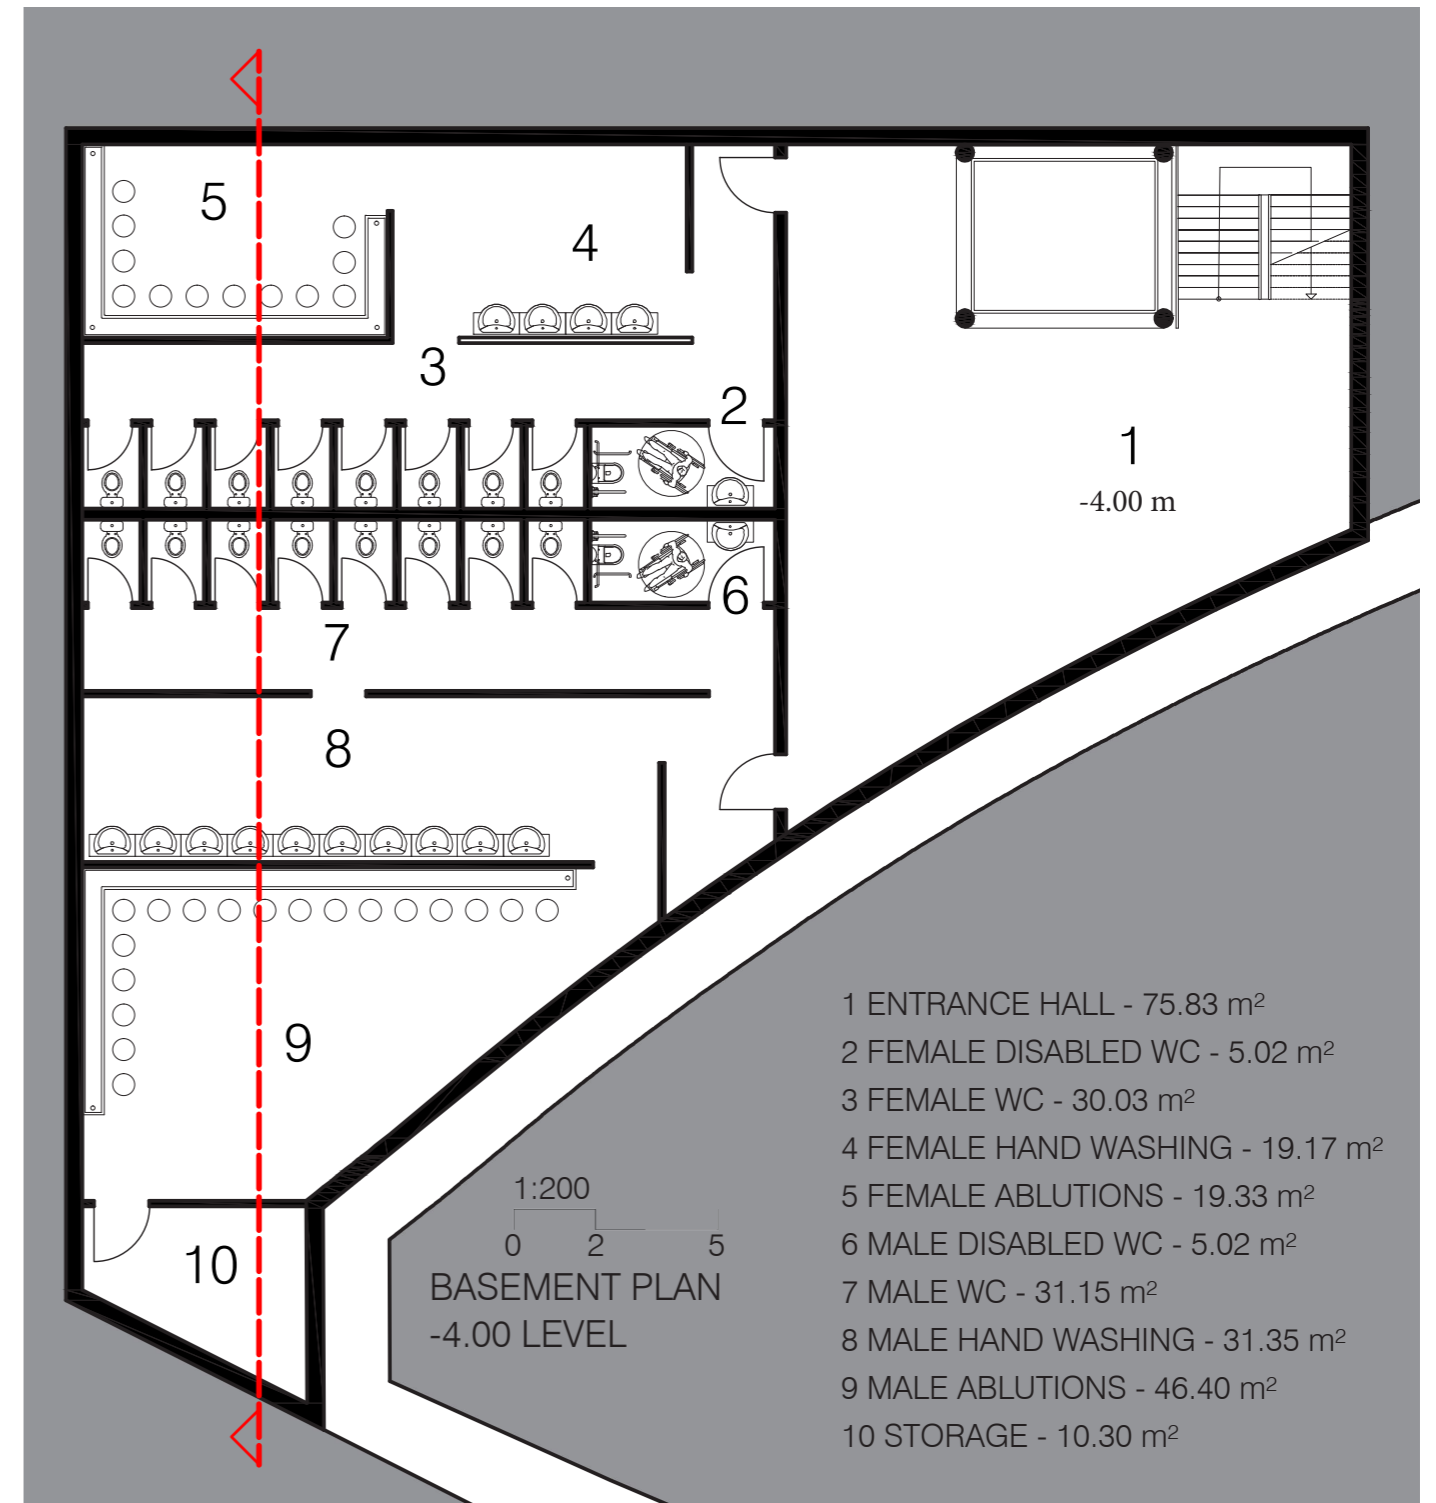 5
4
3
2
1
-4.00 m
6
7
8
9
10
1 ENTRANCE HALL - 75.83 m²
2 FEMALE DISABLED WC - 5.02 m²
3 FEMALE WC - 30.03 m²
4 FEMALE HAND WASHING - 19.17 m²
5 FEMALE ABLUTIONS - 19.33 m²
6 MALE DISABLED WC - 5.02 m²
7 MALE WC - 31.15 m²
8 MALE HAND WASHING - 31.35 m²
9 MALE ABLUTIONS - 46.40 m²
10 STORAGE - 10.30 m²
1:200
0 2 5
BASEMENT PLAN
-4.00 LEVEL